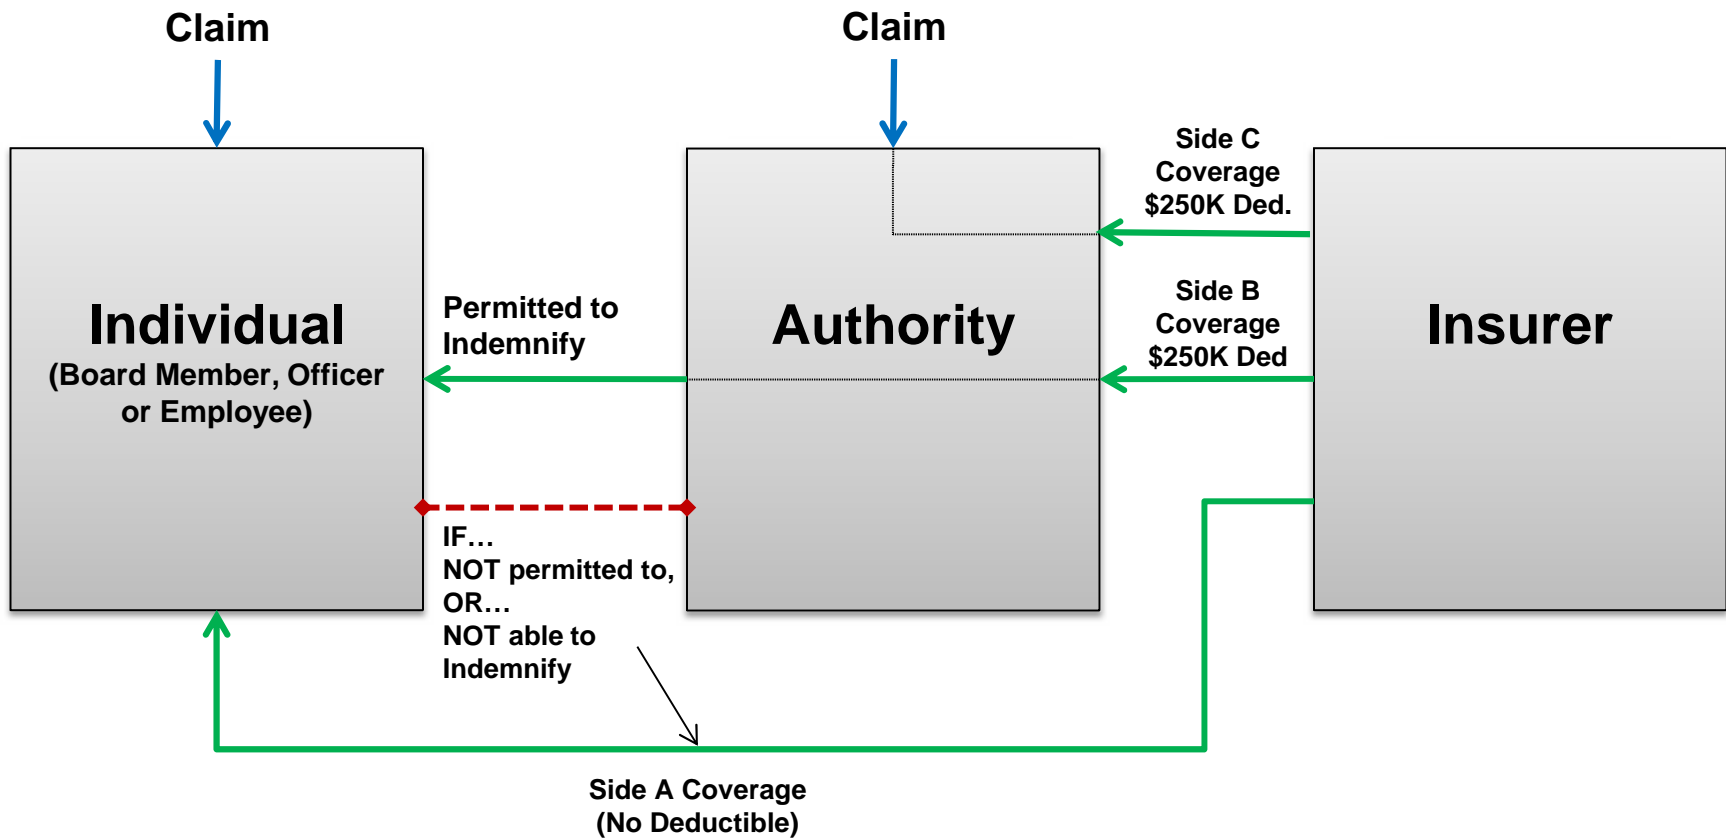 Claim
Claim
Side C
Coverage
$250K Ded.
Individual
(Board Member, Officer
or Employee)
Permitted to
Indemnify
Authority
Side B
Coverage
$250K Ded
Insurer
IF…
NOT permitted to,
OR…
NOT able to
Indemnify
Side A Coverage
(No Deductible)